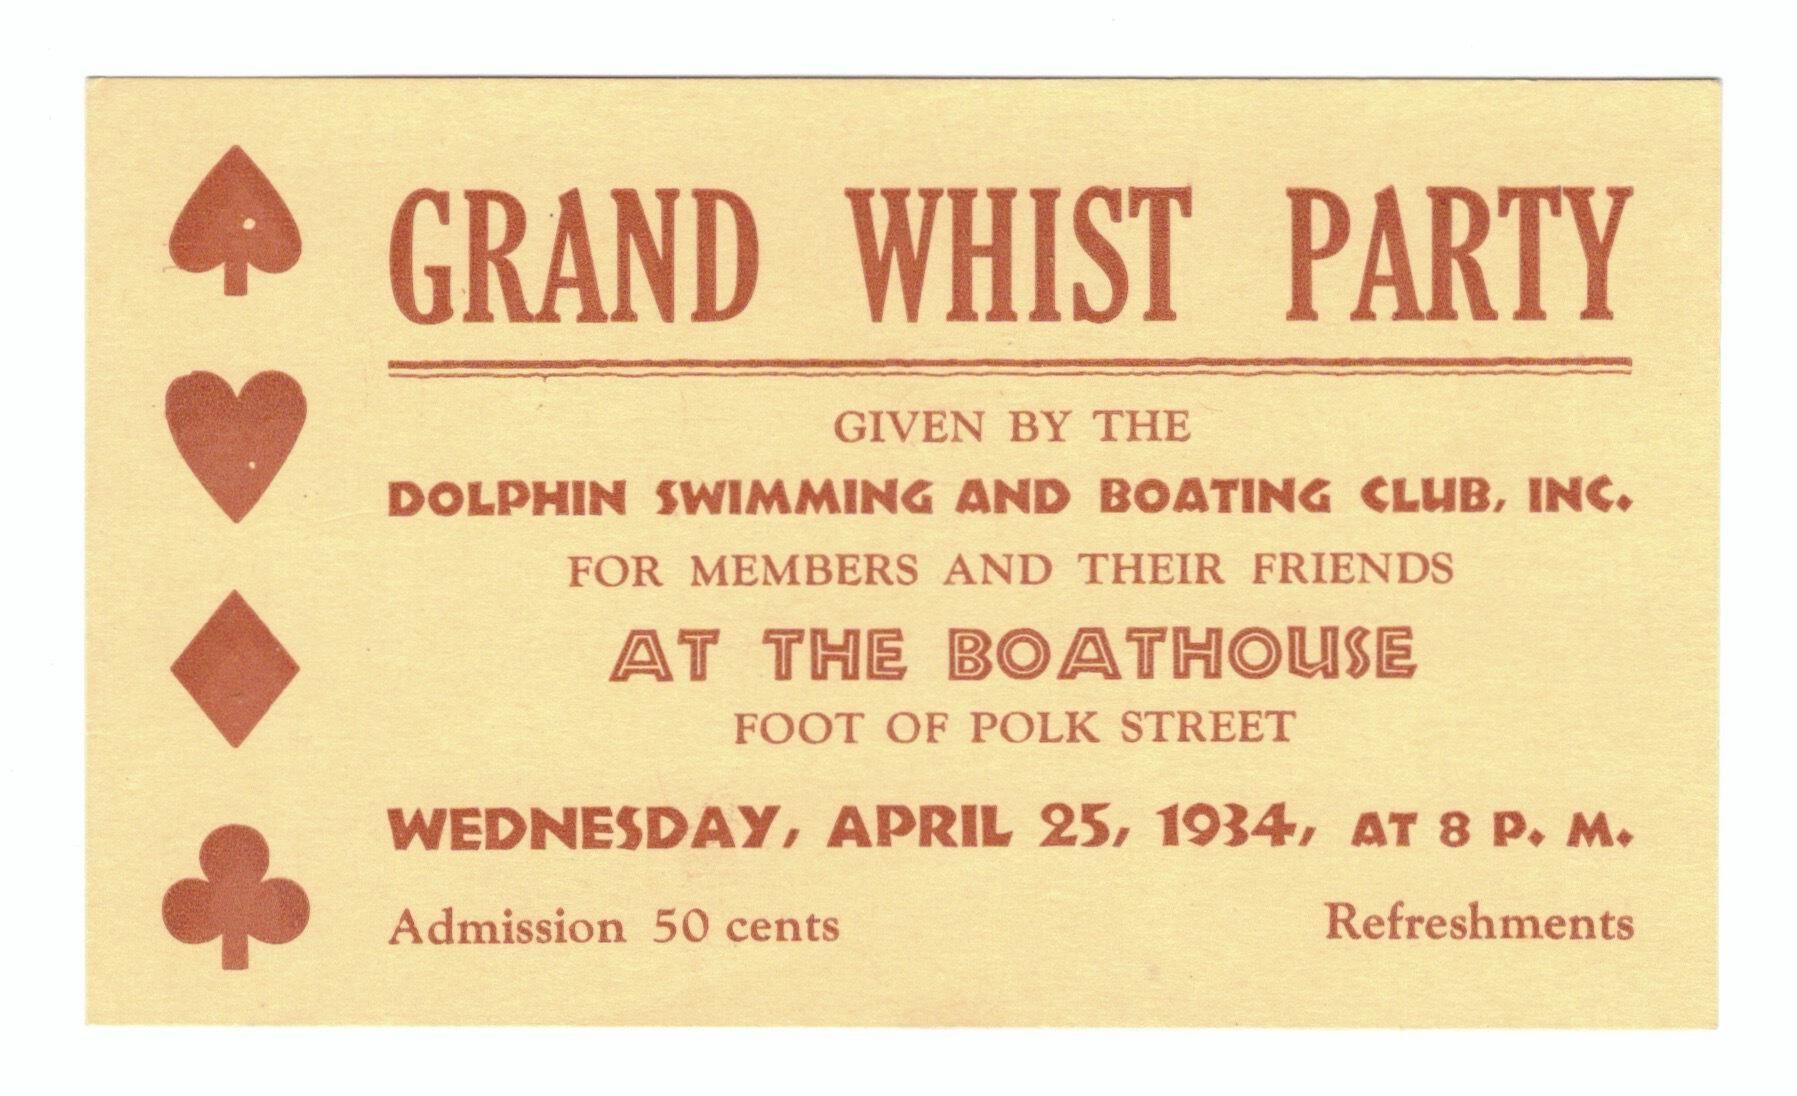 GRAND WHIST PARTY
GIVEN BY THE
DOLPHIN SWIMMING AND BOATING CLUB, INC.
FOR MEMBERS AND THEIR FRIENDS
AT THE BOATHOUSE
FOOT OF POLK STREET
WEDNESDAY, APRIL 25, 1934, AT 8 P. M.
Admission 50 cents
Refreshments